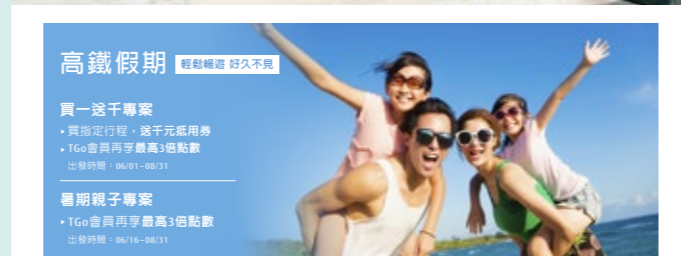 高鐵假期 輕鬆暢遊 好久不見
買一送千專案
▸買指定行程，送千元抵用券
▸TGo會員再享最高3倍點數
出發時間：06/01~08/31
暑期親子專案
▸TGo會員再享最高3倍點數
出發時間：06/16~08/31